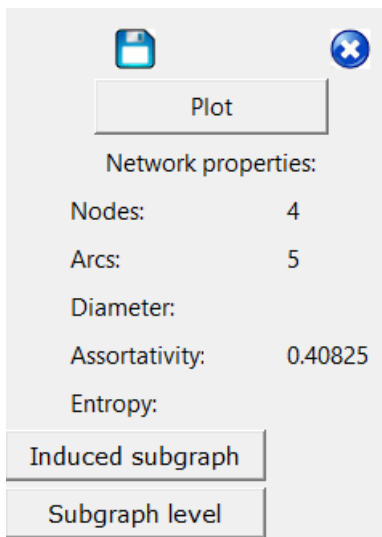 Plot
Network properties:
Nodes: 4
Arcs: 5
Diameter:
Assortativity: 0.40825
Entropy:
Induced subgraph
Subgraph level